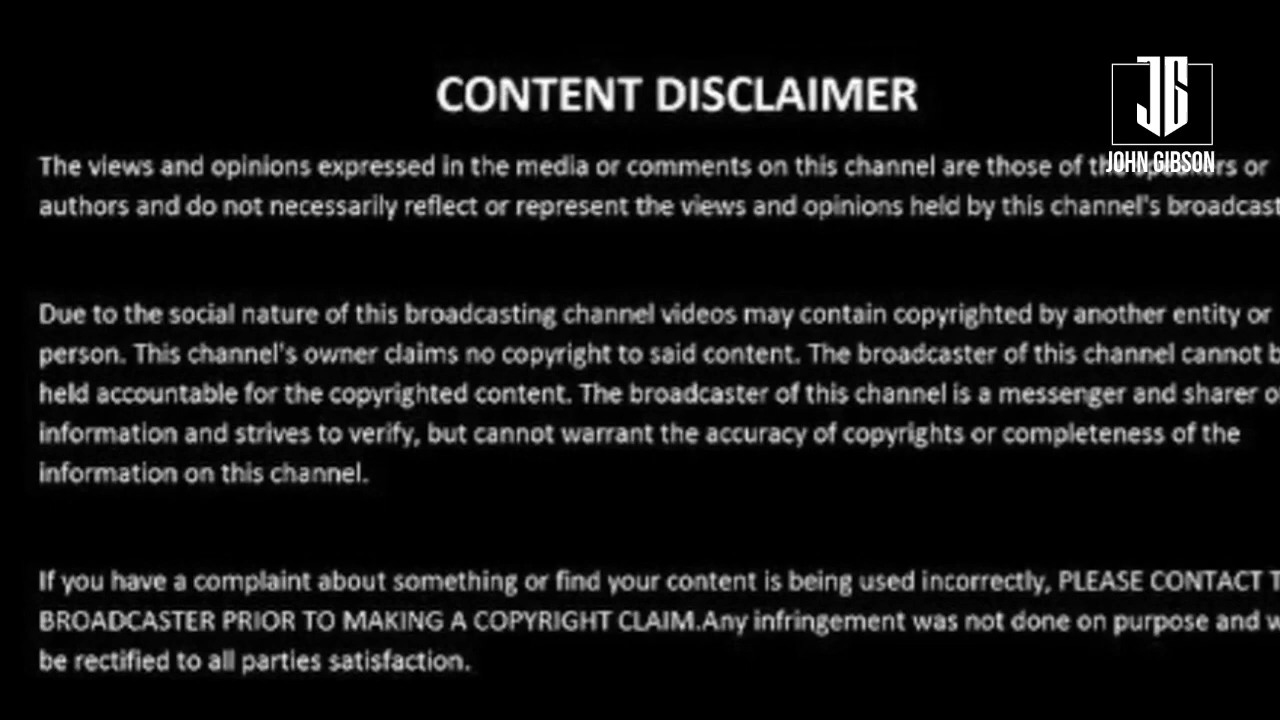 CONTENT DISCLAIMER
JG
JOHN GIBSON
The views and opinions expressed in the media or comments on this channel are those of or
authors and do not necessarily reflect or represent the views and opinions held by this channel's broadcast
Due to the social nature of this broadcasting channel videos may contain copyrighted by another entity or
person. This channel's owner claims no copyright to said content. The broadcaster of this channel cannot b
held accountable for the copyrighted content. The broadcaster of this channel is a messenger and sharer o
information and strives to verify, but cannot warrant the accuracy of copyrights or completeness of the
information on this channel.
If you have a complaint about something or find your content is being used incorrectly, PLEASE CONTACT T
BROADCASTER PRIOR TO MAKING A COPYRIGHT CLAIM.Any infringement was not done on purpose and w
be rectified to all parties satisfaction.